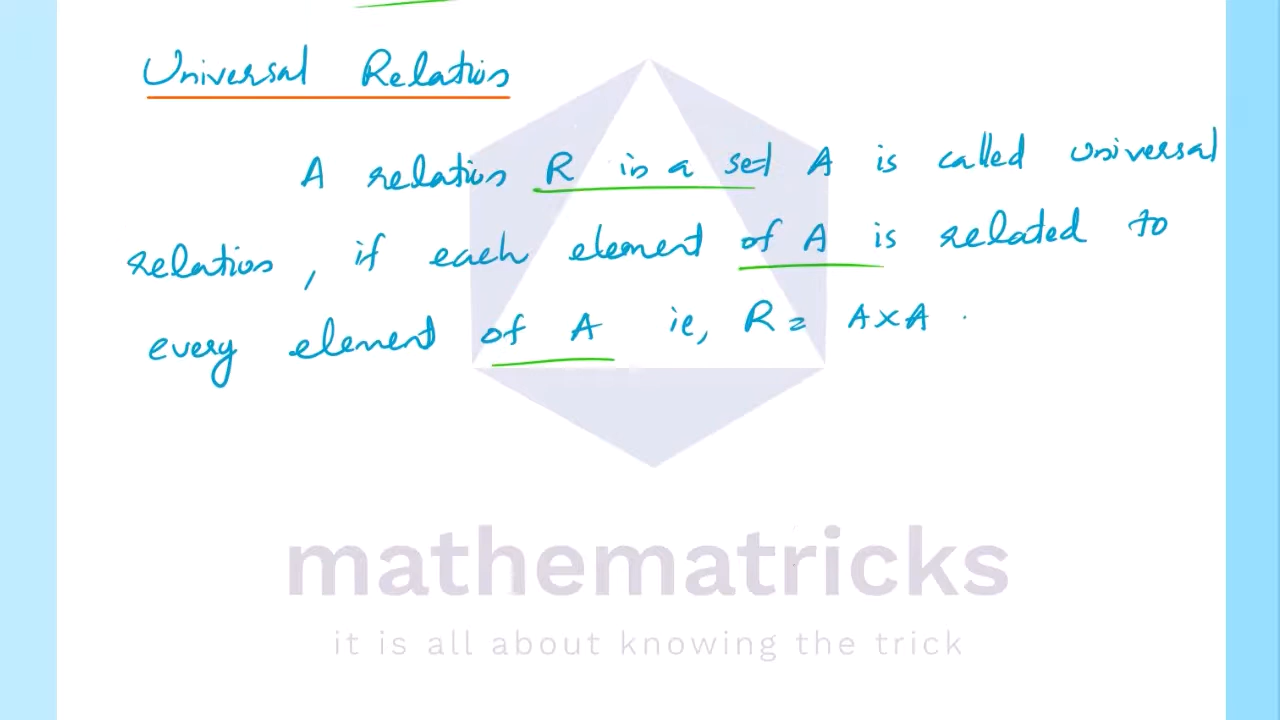 Universal Relation
A relation R in a set A is called universal
relation, if each element of A is related to
every element of A ie, R = A×A.
mathematricks
it is all about knowing the trick